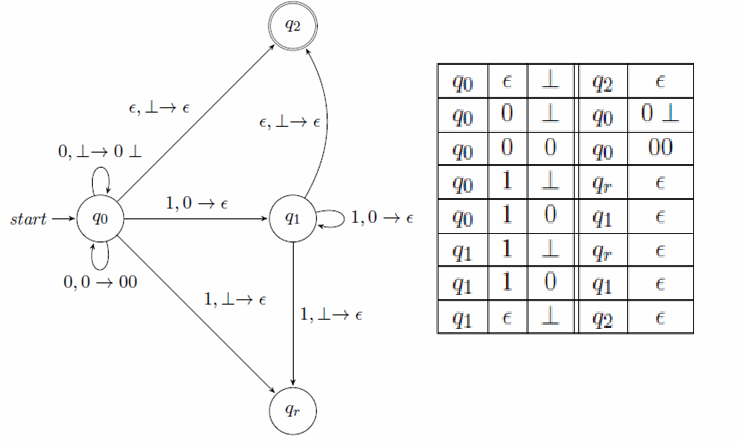 q2
ϵ, ⊥→ ϵ
ϵ, ⊥→ ϵ
0, ⊥→ 0 ⊥
1, 0 → ϵ
start
q0
q1
1, 0 → ϵ
0, 0 → 00
1, ⊥→ ϵ
1, ⊥→ ϵ
qr
q0 ϵ ⊥ q2 ϵ
q0 0 ⊥ q0 0 ⊥
q0 0 0 q0 00
q0 1 ⊥ qr ϵ
q0 1 0 q1 ϵ
q1 1 ⊥ qr ϵ
q1 1 0 q1 ϵ
q1 ϵ ⊥ q2 ϵ